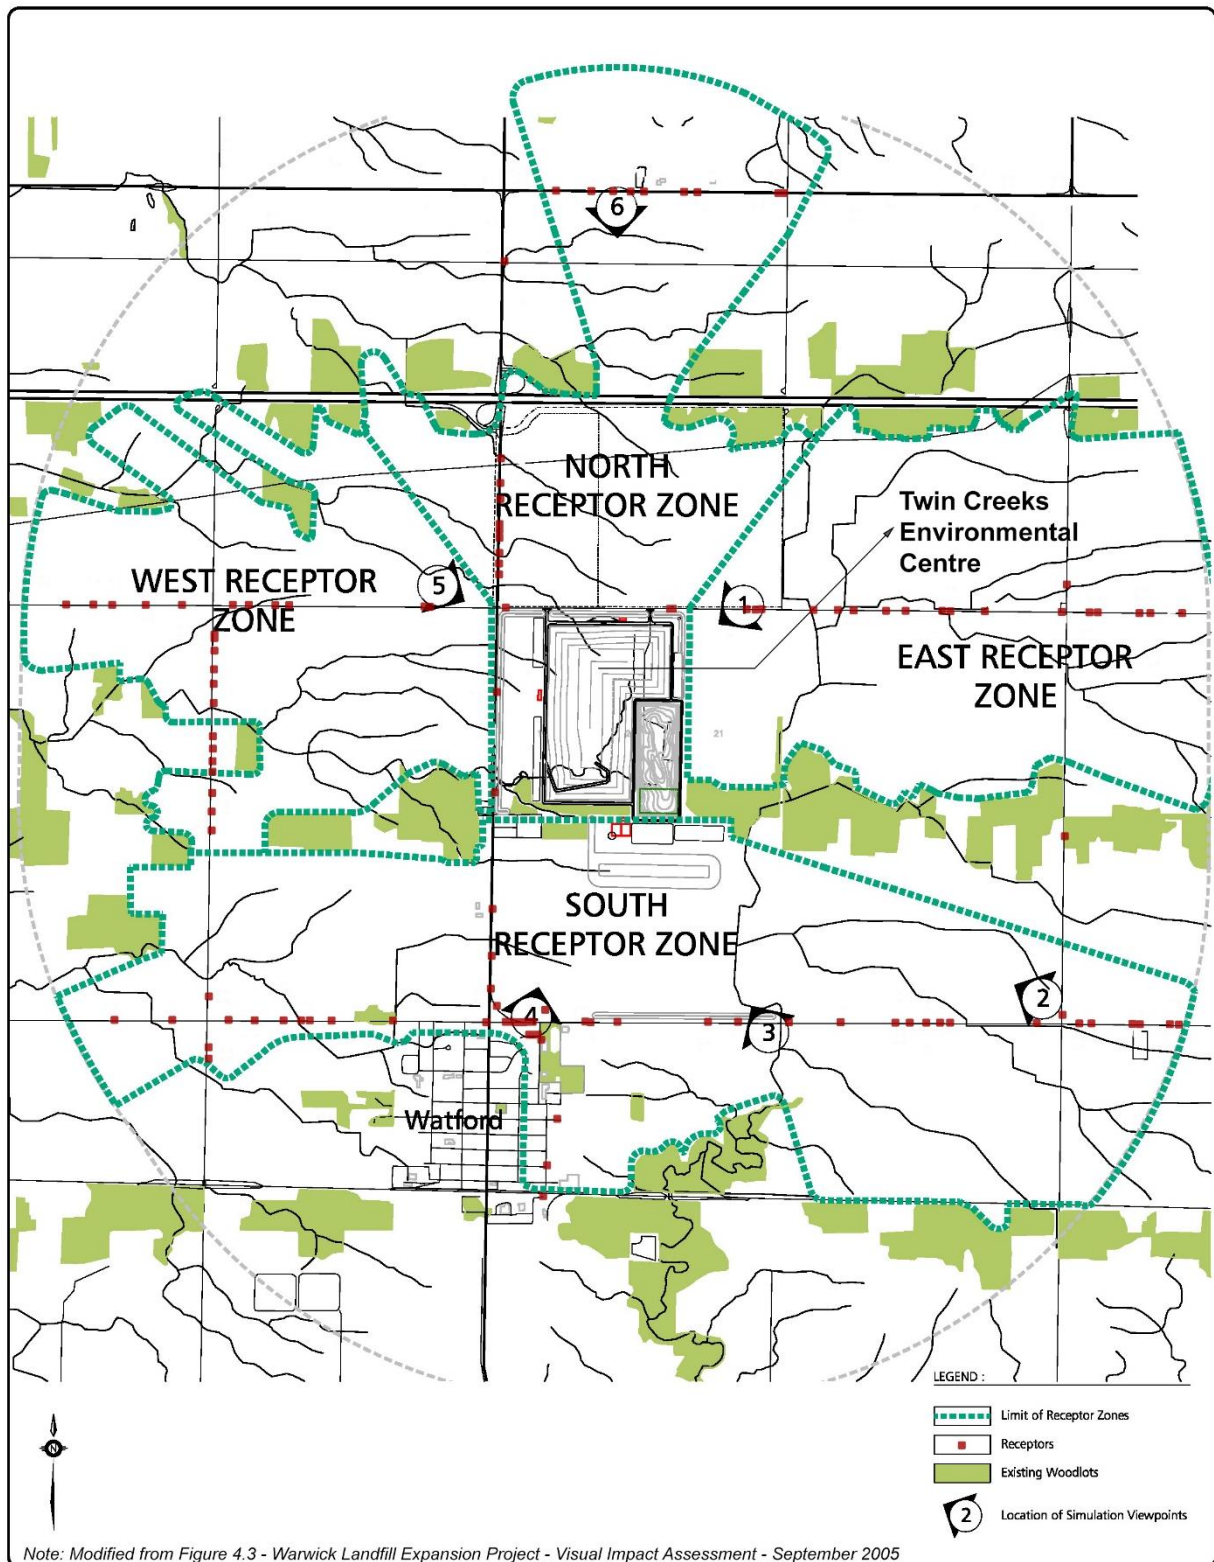 6
NORTH
RECEPTOR ZONE
Twin Creeks
Environmental
Centre
WEST RECEPTOR
ZONE
5
1
EAST RECEPTOR
ZONE
21
SOUTH
RECEPTOR ZONE
2
4
3
Watford
LEGEND :
Limit of Receptor Zones
Receptors
Existing Woodlots
2
Location of Simulation Viewpoints
N
Note: Modified from Figure 4.3 - Warwick Landfill Expansion Project - Visual Impact Assessment - September 2005